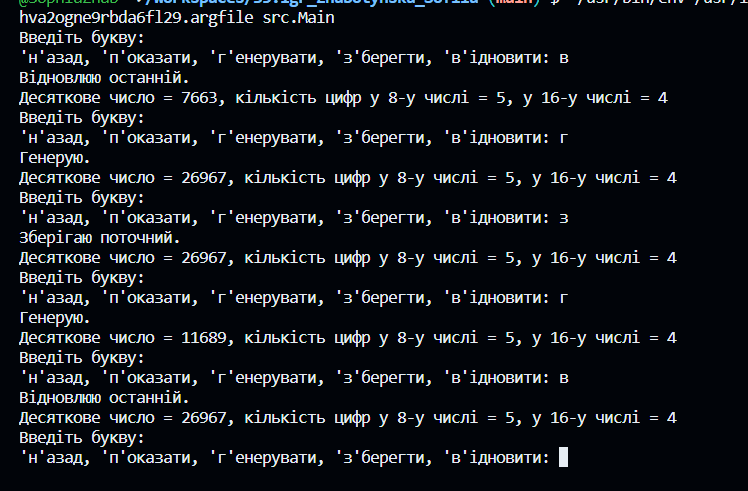 hva2ogne9rbda6fl29.argfile src.Main
Введіть букву:
'н'азад, 'п'оказати, 'г'енерувати, 'з'берегти, 'в'ідновити: в
Відновлюю останній.
Десяткове число = 7663, кількість цифр у 8-у числі = 5, у 16-у числі = 4
Введіть букву:
'н'азад, 'п'оказати, 'г'енерувати, 'з'берегти, 'в'ідновити: г
Генерую.
Десяткове число = 26967, кількість цифр у 8-у числі = 5, у 16-у числі = 4
Введіть букву:
'н'азад, 'п'оказати, 'г'енерувати, 'з'берегти, 'в'ідновити: з
Зберігаю поточний.
Десяткове число = 26967, кількість цифр у 8-у числі = 5, у 16-у числі = 4
Введіть букву:
'н'азад, 'п'оказати, 'г'енерувати, 'з'берегти, 'в'ідновити: г
Генерую.
Десяткове число = 11689, кількість цифр у 8-у числі = 5, у 16-у числі = 4
Введіть букву:
'н'азад, 'п'оказати, 'г'енерувати, 'з'берегти, 'в'ідновити: в
Відновлюю останній.
Десяткове число = 26967, кількість цифр у 8-у числі = 5, у 16-у числі = 4
Введіть букву:
'н'азад, 'п'оказати, 'г'енерувати, 'з'берегти, 'в'ідновити: